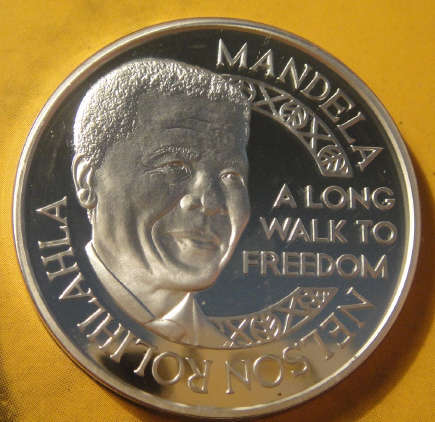 NELSON ROLIHLAHLA
MANDELA
A LONG
WALK TO
FREEDOM